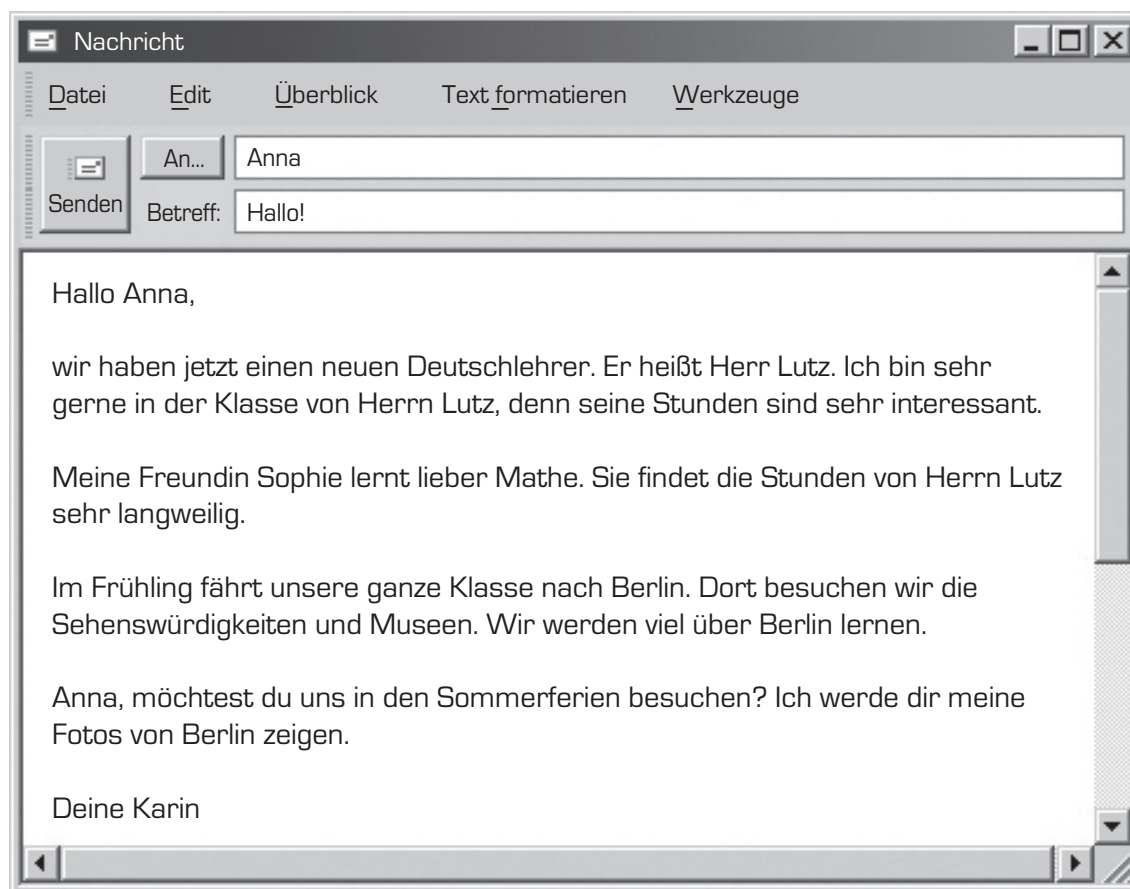 Nachricht
Datei Edit Überblick Text formatieren Werkzeuge
An... Anna
Senden Betreff: Hallo!
Hallo Anna,
wir haben jetzt einen neuen Deutschlehrer. Er heißt Herr Lutz. Ich bin sehr
gerne in der Klasse von Herrn Lutz, denn seine Stunden sind sehr interessant.
Meine Freundin Sophie lernt lieber Mathe. Sie findet die Stunden von Herrn Lutz
sehr langweilig.
Im Frühling fährt unsere ganze Klasse nach Berlin. Dort besuchen wir die
Sehenswürdigkeiten und Museen. Wir werden viel über Berlin lernen.
Anna, möchtest du uns in den Sommerferien besuchen? Ich werde dir meine
Fotos von Berlin zeigen.
Deine Karin